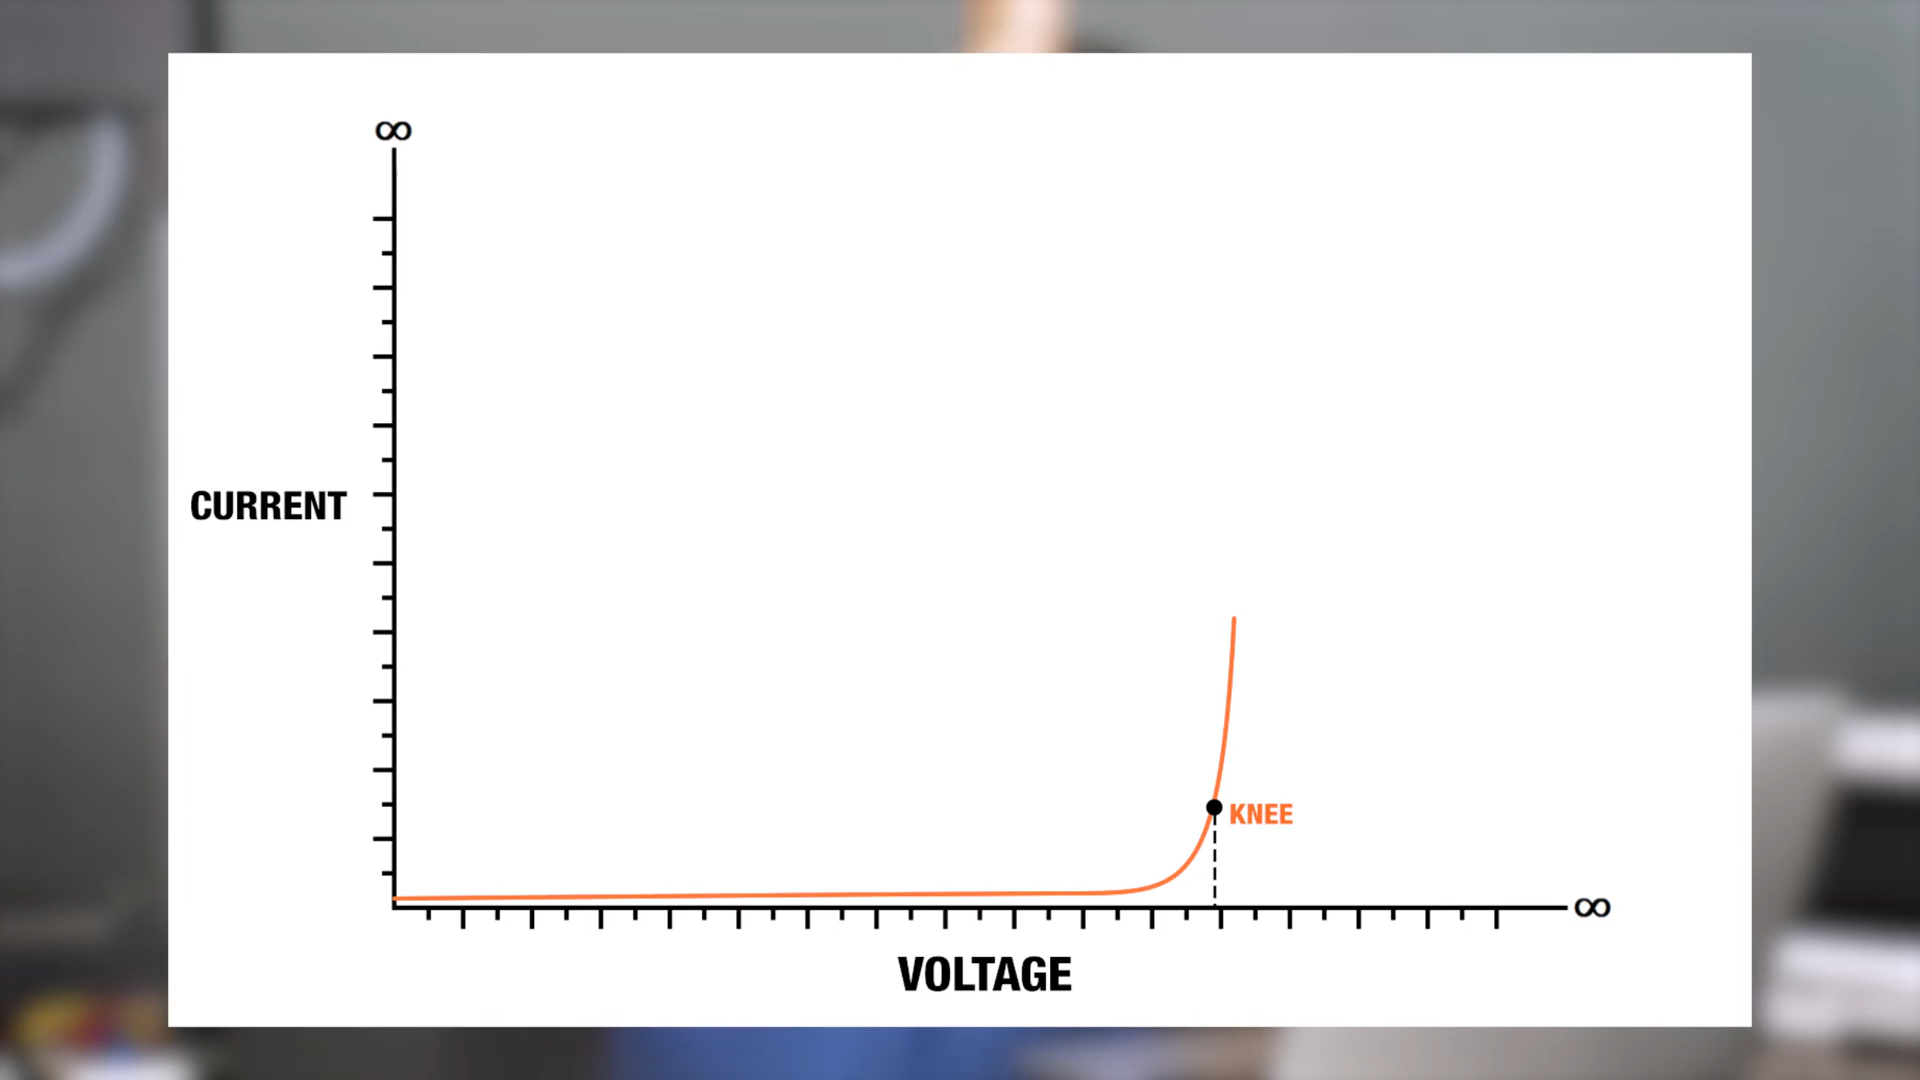 ∞
CURRENT
KNEE
∞
VOLTAGE